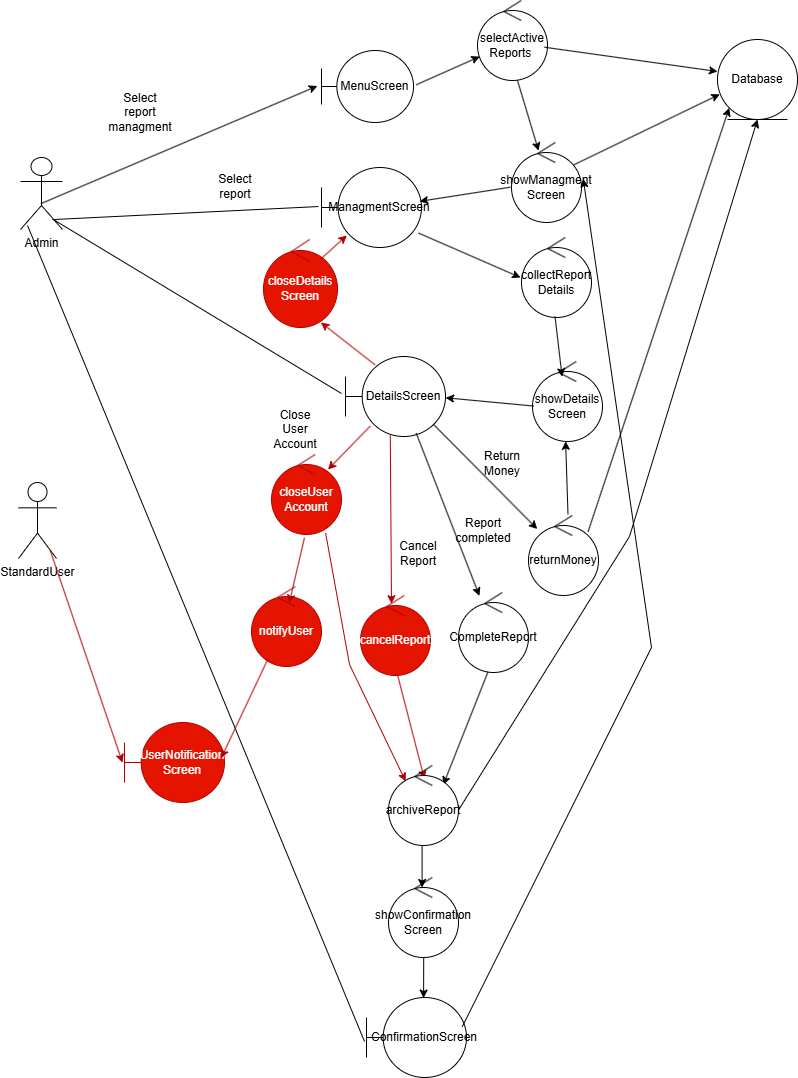 selectActive
Reports
Database
MenuScreen
Select
report
managment
Select
report
showManagment
Screen
ManagmentScreen
Admin
closeDetails
Screen
collectReport
Details
DetailsScreen
showDetails
Screen
Close
User
Account
Return
Money
closeUser
Account
Report
completed
Cancel
Report
returnMoney
StandardUser
notifyUser
cancelReport
CompleteReport
UserNotification
Screen
archiveReport
showConfirmation
Screen
ConfirmationScreen